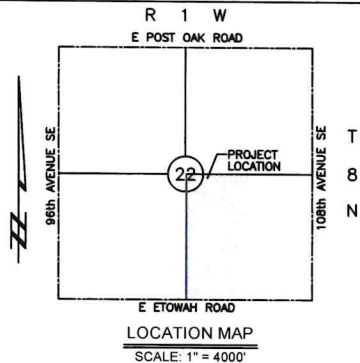 R 1 W
E POST OAK ROAD
96th AVENUE SE
22
PROJECT
LOCATION
108th AVENUE SE
T
8
N
E ETOWAH ROAD
LOCATION MAP
SCALE: 1" = 4000'